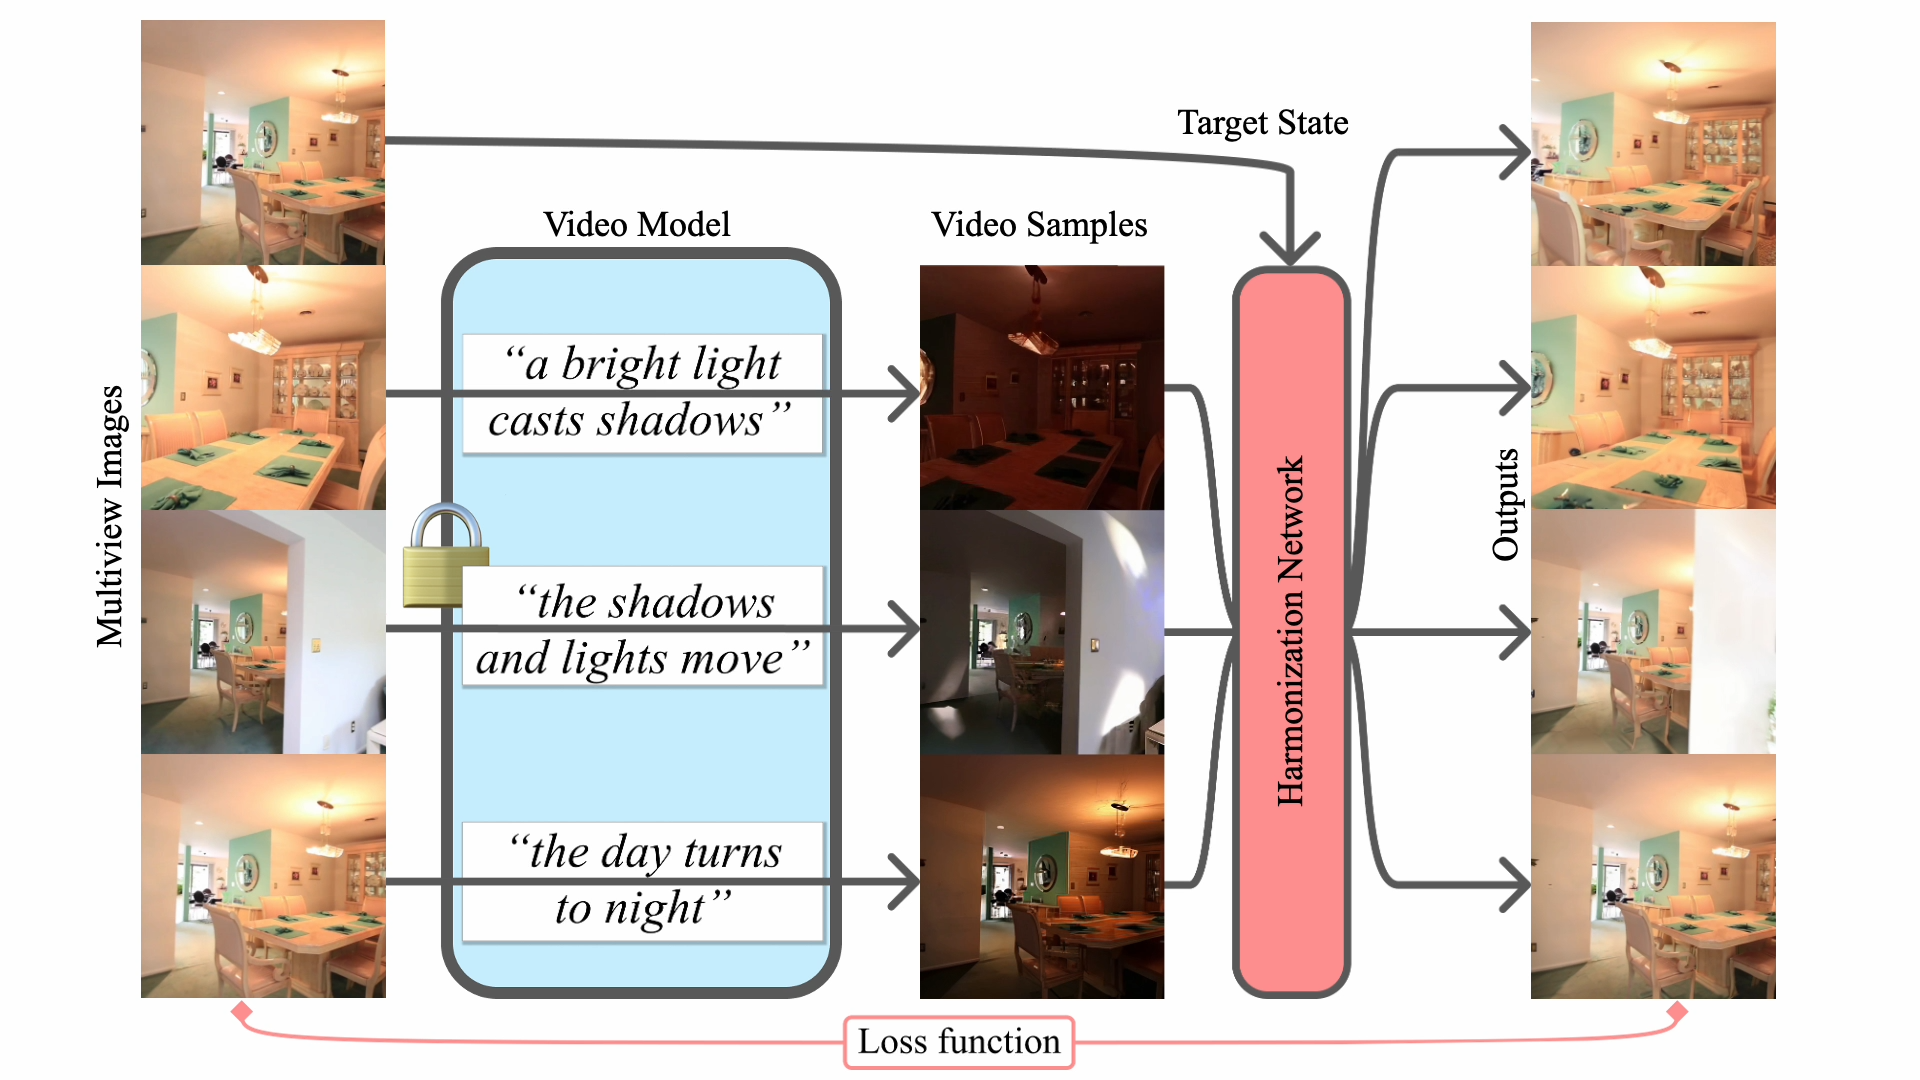 Target State
Video Model
Video Samples
Multiview Images
“a bright light
casts shadows”
“the shadows
and lights move”
“the day turns
to night”
Harmonization Network
Outputs
Loss function